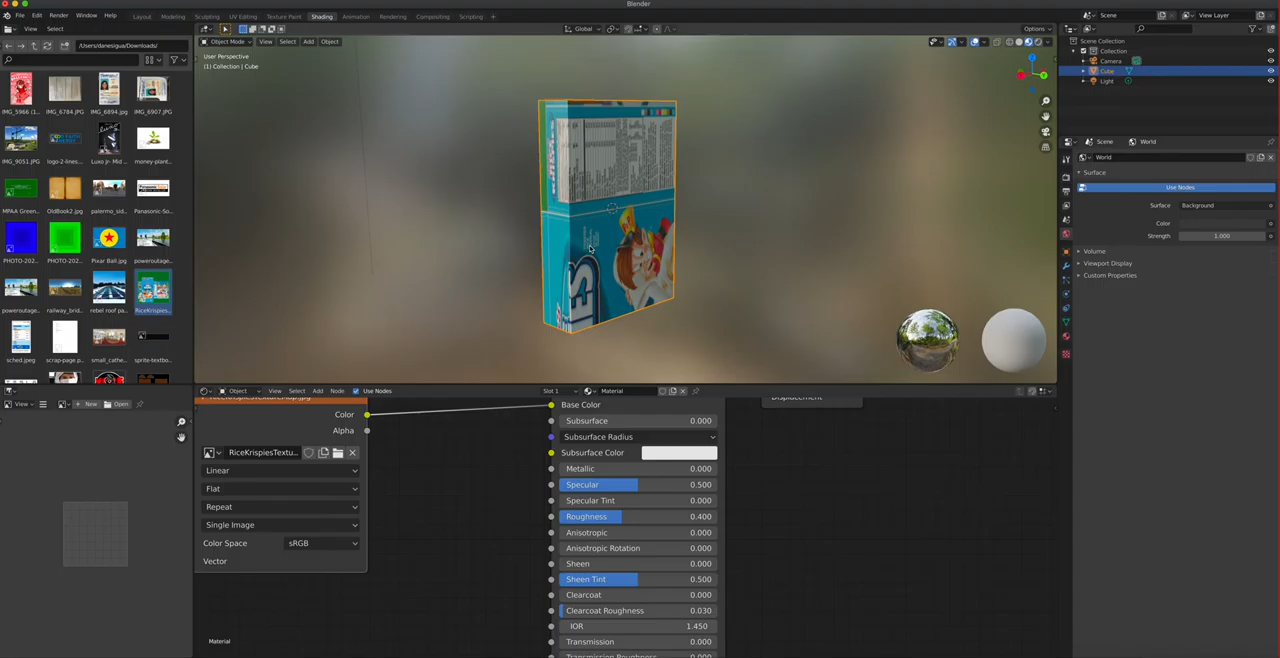 Blender
File Edit Render Window Help Layout Modeling Sculpting UV Editing Texture Paint Shading Animation Rendering Compositing Scripting Scene View Layer
View Select Global Options
/Users/danesigua/Downloads/
Object Mode View Select Add Object
User Perspective
(1) Collection | Cube
Scene Collection
Collection
Camera
Cube
Light
IMG_5966 (1... IMG_6784.JPG IMG_6894.jpg IMG_6907.JPG
IMG_9051.JPG logo-2-lines... Luxo Jr- Mid ... money-plant...
MPAA Green... OldBook2.jpg palermo_sid... Panasonic-So...
PHOTO-202... PHOTO-202... Pixar Ball.jpg poweroutage...
poweroutage... railway_brid... rebel roof pa... RiceKrispies...
sched.jpeg scrap-page.p... small_cathe... sprite-textbo...
Scene World
World
Surface
Use Nodes
Surface Background
Color
Strength 1.000
Volume
Viewport Display
Custom Properties
View New Open
Object View Select Add Node Use Nodes Slot 1 Material
Color
Alpha
RiceKrispiesTextu...
Linear
Flat
Repeat
Single Image
Color Space sRGB
Vector
Base Color
Subsurface 0.000
Subsurface Radius
Subsurface Color
Metallic 0.000
Specular 0.500
Specular Tint 0.000
Roughness 0.400
Anisotropic 0.000
Anisotropic Rotation 0.000
Sheen 0.000
Sheen Tint 0.500
Clearcoat 0.000
Clearcoat Roughness 0.030
IOR 1.450
Transmission 0.000
Transmission Roughness 0.000
Displacement
Material